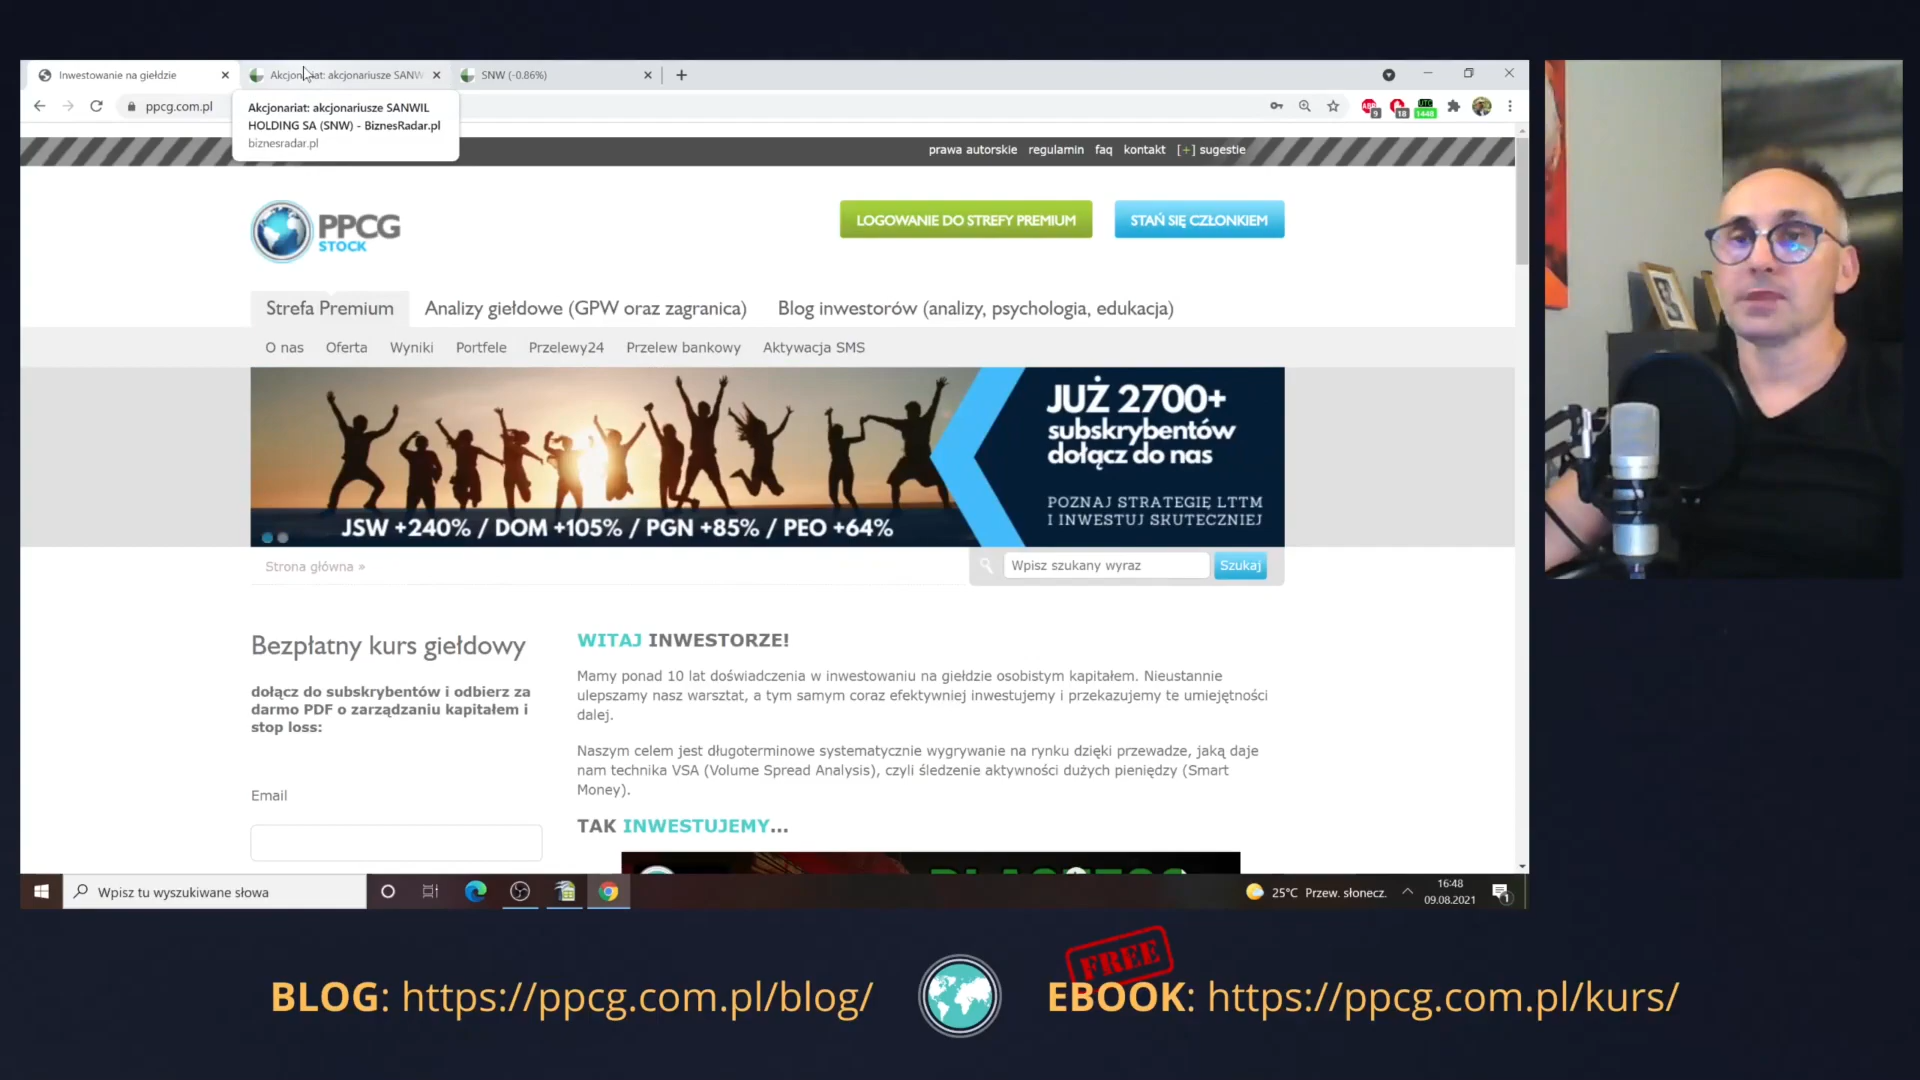 Inwestowanie na giełdzie
Akcjonariat: akcjonariusze SANW
SNW (-0.86%)
ppcg.com.pl
Akcjonariat: akcjonariusze SANWIL
HOLDING SA (SNW) - BiznesRadar.pl
biznesradar.pl
9
18
1448
prawa autorskie regulamin faq kontakt [+] sugestie
PPCG
STOCK
LOGOWANIE DO STREFY PREMIUM
STAŃ SIĘ CZŁONKIEM
Strefa Premium
Analizy giełdowe (GPW oraz zagranica)
Blog inwestorów (analizy, psychologia, edukacja)
O nas Oferta Wyniki Portfele Przelewy24 Przelew bankowy Aktywacja SMS
JUŻ 2700+
subskrybentów
dołącz do nas
POZNAJ STRATEGIĘ LTTM
I INWESTUJ SKUTECZNIEJ
JSW +240% / DOM +105% / PGN +85% / PEO +64%
Strona główna »
Wpisz szukany wyraz
Szukaj
Bezpłatny kurs giełdowy
dołącz do subskrybentów i odbierz za
darmo PDF o zarządzaniu kapitałem i
stop loss:
Email
WITAJ INWESTORZE!
Mamy ponad 10 lat doświadczenia w inwestowaniu na giełdzie osobistym kapitałem. Nieustannie
ulepszamy nasz warsztat, a tym samym coraz efektywniej inwestujemy i przekazujemy te umiejętności
dalej.
Naszym celem jest długoterminowe systematycznie wygrywanie na rynku dzięki przewadze, jaką daje
nam technika VSA (Volume Spread Analysis), czyli śledzenie aktywności dużych pieniędzy (Smart
Money).
TAK INWESTUJEMY...
Wpisz tu wyszukiwane słowa
25°C Przew. słonecz.
16:48
09.08.2021
1
FREE
BLOG: https://ppcg.com.pl/blog/
EBOOK: https://ppcg.com.pl/kurs/